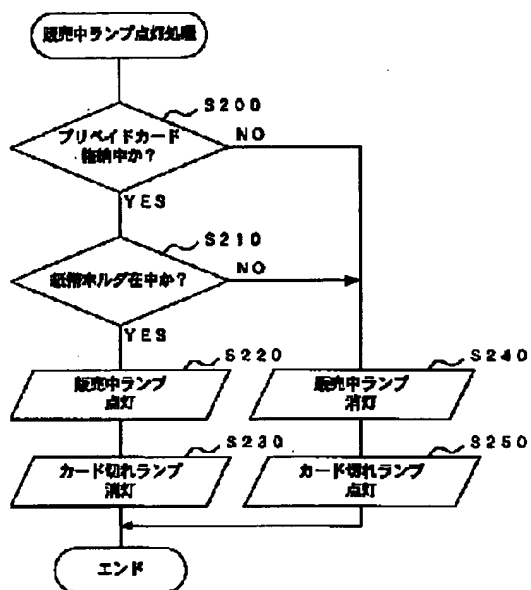 販売中ランプ点灯処理
S200
プリペイドカード
格納中か?
NO
YES
S210
紙幣ホルダ在中か?
NO
YES
S220
販売中ランプ
点灯
S240
販売中ランプ
消灯
S230
カード切れランプ
消灯
S250
カード切れランプ
点灯
エンド